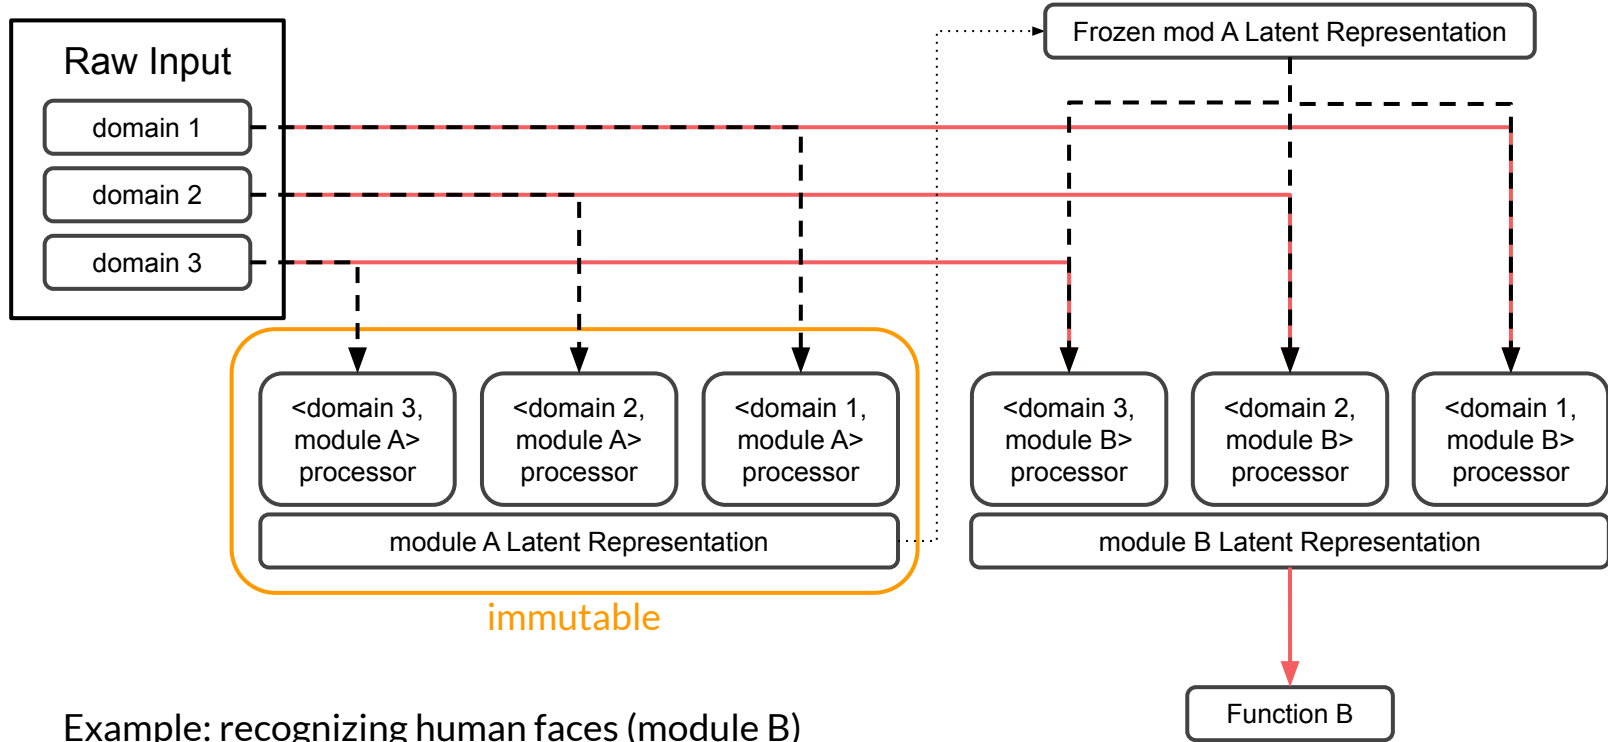 Frozen mod A Latent Representation
Raw Input
domain 1
domain 2
domain 3
<domain 3,
module A>
processor
<domain 2,
module A>
processor
<domain 1,
module A>
processor
<domain 3,
module B>
processor
<domain 2,
module B>
processor
<domain 1,
module B>
processor
module A Latent Representation
module B Latent Representation
immutable
Function B
Example: recognizing human faces (module B)